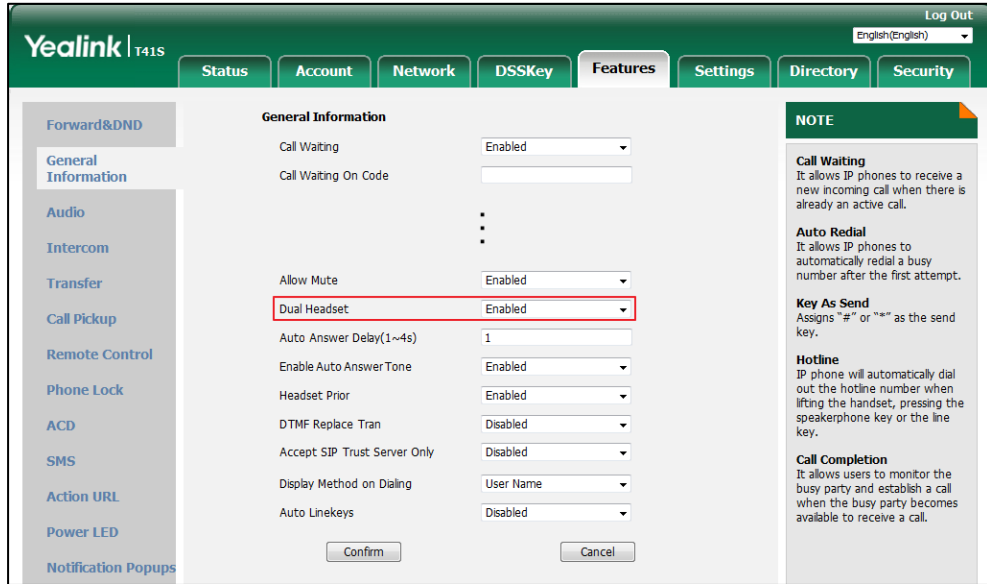 Log Out
Yealink T41S
English(English)
Status Account Network DSSKey Features Settings Directory Security
Forward&DND
General
Information
Audio
Intercom
Transfer
Call Pickup
Remote Control
Phone Lock
ACD
SMS
Action URL
Power LED
Notification Popups
General Information
Call Waiting Enabled
Call Waiting On Code
Allow Mute Enabled
Dual Headset Enabled
Auto Answer Delay(1~4s) 1
Enable Auto Answer Tone Enabled
Headset Prior Enabled
DTMF Replace Tran Disabled
Accept SIP Trust Server Only Disabled
Display Method on Dialing User Name
Auto Linekeys Disabled
Confirm Cancel
NOTE
Call Waiting
It allows IP phones to receive a
new incoming call when there is
already an active call.
Auto Redial
It allows IP phones to
automatically redial a busy
number after the first attempt.
Key As Send
Assigns "#" or "*" as the send
key.
Hotline
IP phone will automatically dial
out the hotline number when
lifting the handset, pressing the
speakerphone key or the line
key.
Call Completion
It allows users to monitor the
busy party and establish a call
when the busy party becomes
available to receive a call.